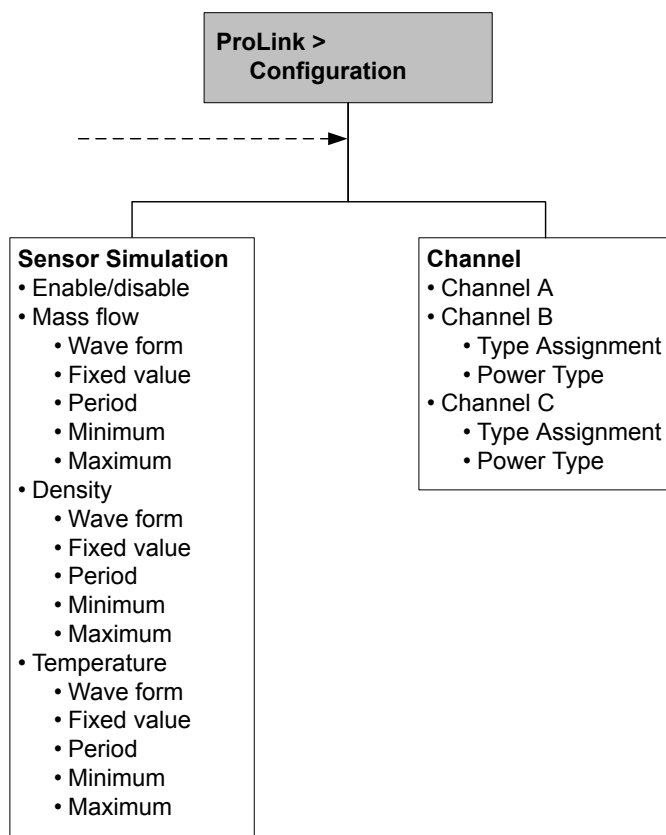 ProLink >
Configuration
Sensor Simulation
• Enable/disable
• Mass flow
• Wave form
• Fixed value
• Period
• Minimum
• Maximum
• Density
• Wave form
• Fixed value
• Period
• Minimum
• Maximum
• Temperature
• Wave form
• Fixed value
• Period
• Minimum
• Maximum
Channel
• Channel A
• Channel B
• Type Assignment
• Power Type
• Channel C
• Type Assignment
• Power Type